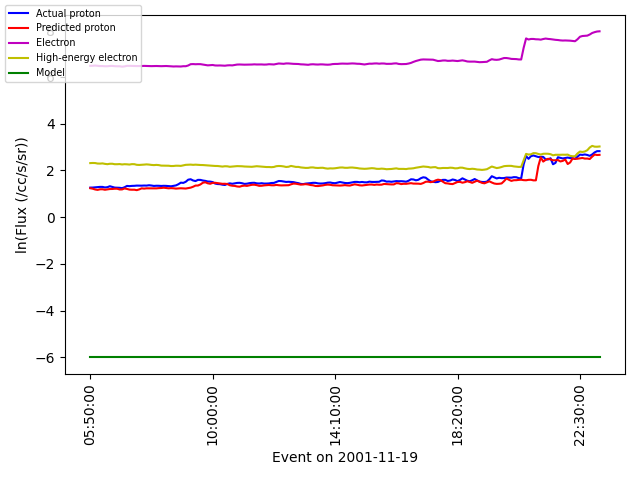 Actual proton
Predicted proton
Electron
High-energy electron
Model
4
2
0
−2
−4
−6
ln(Flux (/cc/s/sr))
05:50:00
10:00:00
14:10:00
18:20:00
22:30:00
Event on 2001-11-19